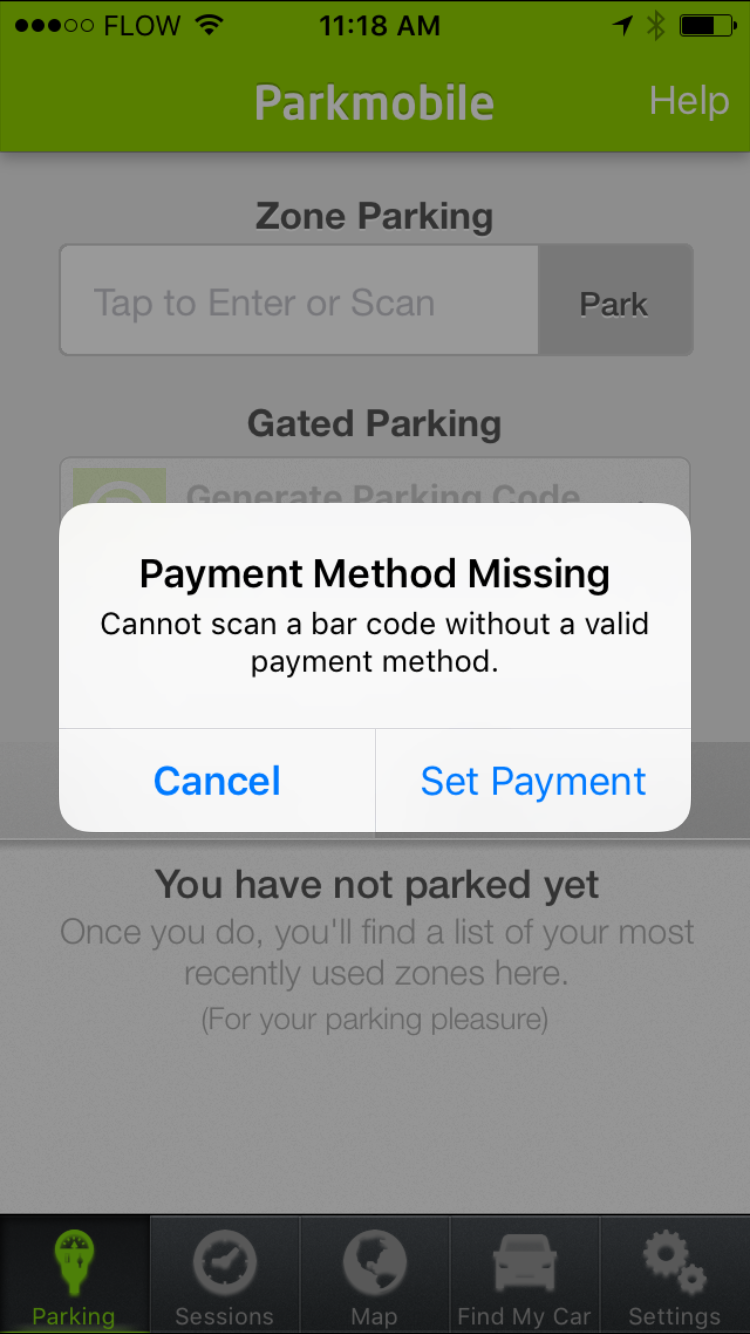 FLOW 11:18 AM
Parkmobile Help
Zone Parking
Tap to Enter or Scan Park
Gated Parking
Generate Parking Code
Payment Method Missing
Cannot scan a bar code without a valid
payment method.
Cancel Set Payment
You have not parked yet
Once you do, you'll find a list of your most
recently used zones here.
(For your parking pleasure)
Parking Sessions Map Find My Car Settings